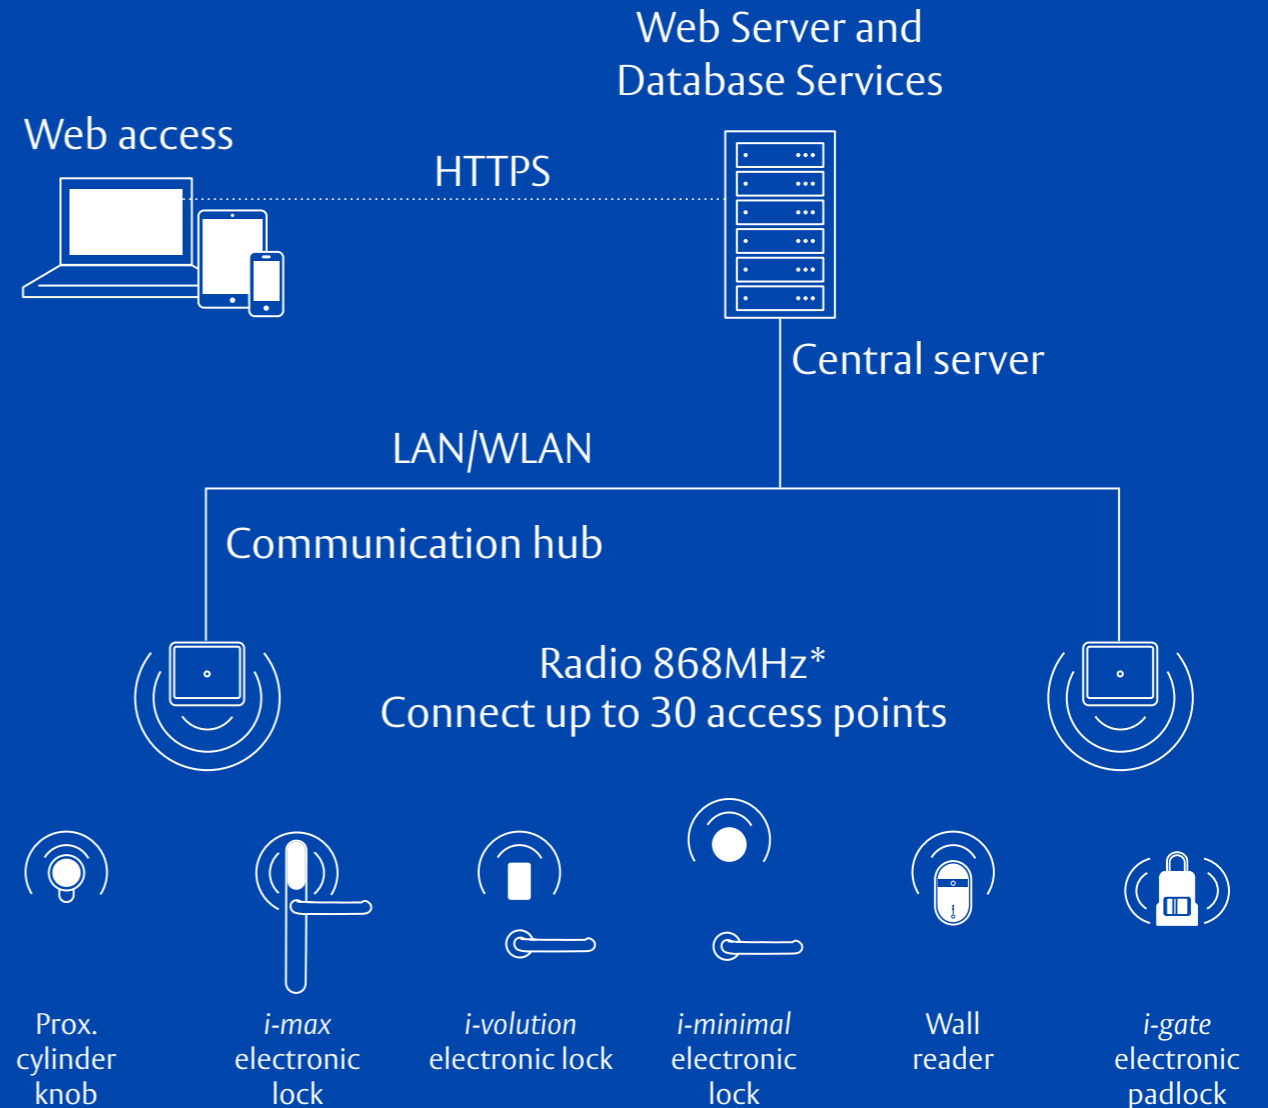 Web Server and
Database Services
Web access
HTTPS
Central server
LAN/WLAN
Communication hub
Radio 868MHz*
Connect up to 30 access points
Prox.
cylinder
knob
i-max
electronic
lock
i-volution
electronic lock
i-minimal
electronic
lock
Wall
reader
i-gate
electronic
padlock